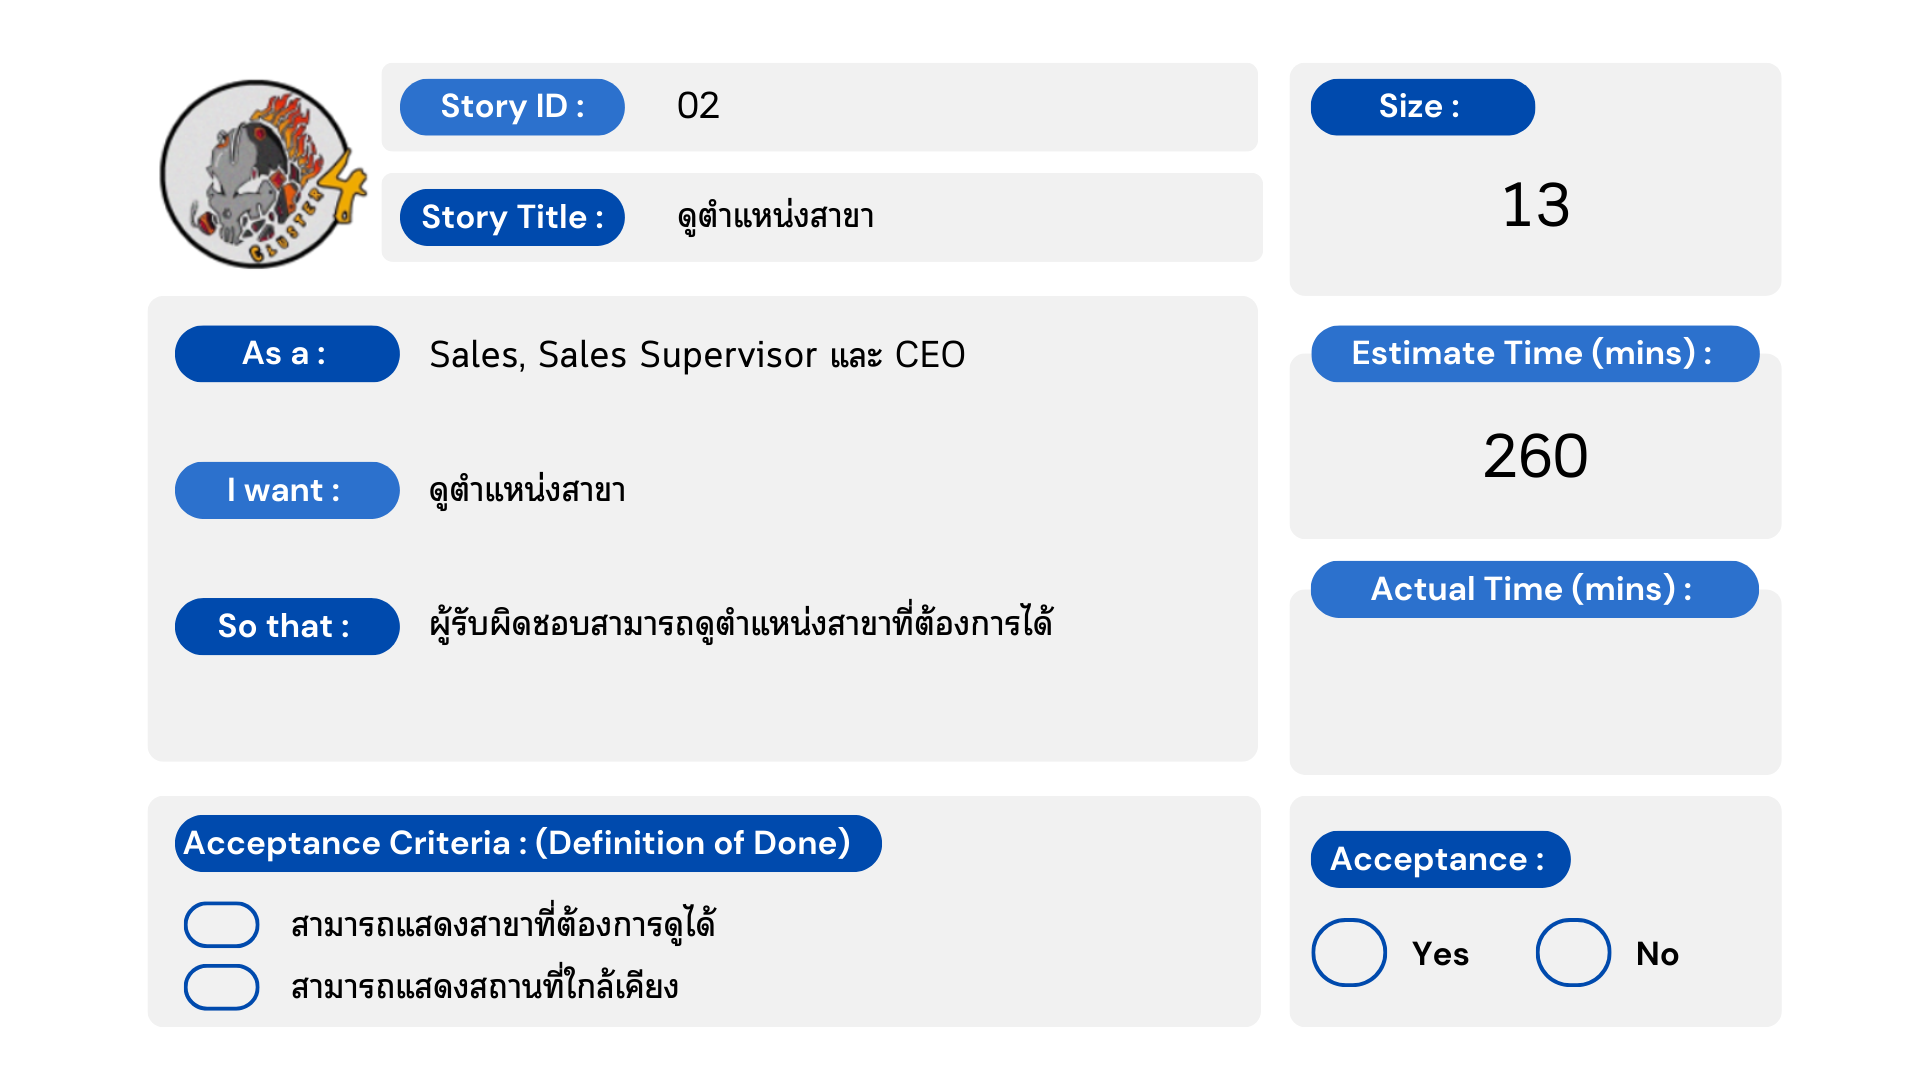 CLUSTER 4
Story ID : 02
Story Title : ดูตำแหน่งสาขา
Size :
13
As a : Sales, Sales Supervisor และ CEO
I want : ดูตำแหน่งสาขา
So that : ผู้รับผิดชอบสามารถดูตำแหน่งสาขาที่ต้องการได้
Estimate Time (mins) :
260
Actual Time (mins) :
Acceptance Criteria : (Definition of Done)
สามารถแสดงสาขาที่ต้องการดูได้
สามารถแสดงสถานที่ใกล้เคียง
Acceptance :
Yes No